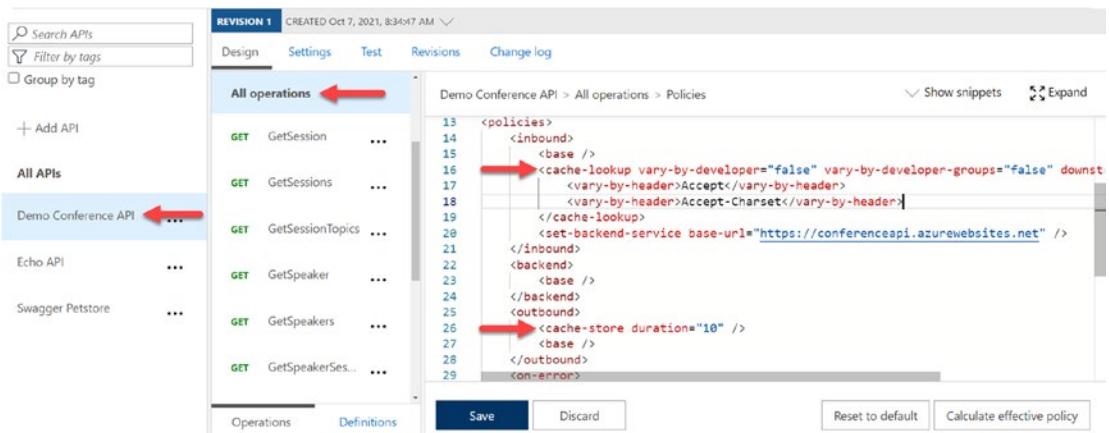 REVISION 1 CREATED Oct 7, 2021, 8:34:47 AM
Search APIs
Filter by tags
Group by tag
+ Add API
All APIs
Demo Conference API ...
Echo API ...
Swagger Petstore ...
Design Settings Test Revisions Change log
All operations
GET GetSession ...
GET GetSessions ...
GET GetSessionTopics ...
GET GetSpeaker ...
GET GetSpeakers ...
GET GetSpeakerSes... ...
Operations Definitions
Demo Conference API > All operations > Policies Show snippets Expand
13 <policies>
14 <inbound>
15 <base />
16 <cache-lookup vary-by-developer="false" vary-by-developer-groups="false" downst
17 <vary-by-header>Accept</vary-by-header>
18 <vary-by-header>Accept-Charset</vary-by-header>
19 </cache-lookup>
20 <set-backend-service base-url="https://conferenceapi.azurewebsites.net" />
21 </inbound>
22 <backend>
23 <base />
24 </backend>
25 <outbound>
26 <cache-store duration="10" />
27 <base />
28 </outbound>
29 <on-error>
Save Discard Reset to default Calculate effective policy